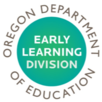 OREGON DEPARTMENT
EARLY
LEARNING
DIVISION
OF EDUCATION